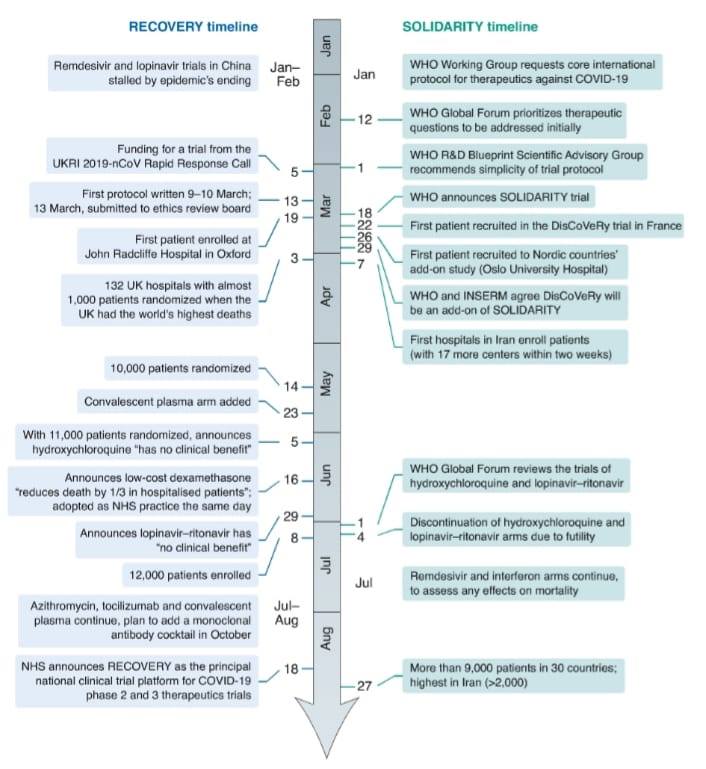 RECOVERY timeline
Remdesivir and lopinavir trials in China
stalled by epidemic's ending
Jan–
Feb
Funding for a trial from the
UKRI 2019-nCoV Rapid Response Call
5
First protocol written 9–10 March;
13 March, submitted to ethics review board
13
First patient enrolled at
John Radcliffe Hospital in Oxford
19
132 UK hospitals with almost
1,000 patients randomized when the
UK had the world's highest deaths
3
10,000 patients randomized
14
Convalescent plasma arm added
23
With 11,000 patients randomized, announces
hydroxychloroquine "has no clinical benefit"
5
Announces low-cost dexamethasone
"reduces death by 1/3 in hospitalised patients";
adopted as NHS practice the same day
16
Announces lopinavir–ritonavir has
"no clinical benefit"
29
12,000 patients enrolled
8
Azithromycin, tocilizumab and convalescent
plasma continue, plan to add a monoclonal
antibody cocktail in October
Jul–
Aug
NHS announces RECOVERY as the principal
national clinical trial platform for COVID-19
phase 2 and 3 therapeutics trials
18
Jan
Feb
Mar
Apr
May
Jun
Jul
Aug
SOLIDARITY timeline
Jan
WHO Working Group requests core international
protocol for therapeutics against COVID-19
12
WHO Global Forum prioritizes therapeutic
questions to be addressed initially
1
WHO R&D Blueprint Scientific Advisory Group
recommends simplicity of trial protocol
18
WHO announces SOLIDARITY trial
22
First patient recruited in the DisCoVeRy trial in France
26
First patient recruited to Nordic countries'
add-on study (Oslo University Hospital)
29
WHO and INSERM agree DisCoVeRy will
be an add-on of SOLIDARITY
7
First hospitals in Iran enroll patients
(with 17 more centers within two weeks)
1
WHO Global Forum reviews the trials of
hydroxychloroquine and lopinavir–ritonavir
4
Discontinuation of hydroxychloroquine and
lopinavir–ritonavir arms due to futility
Jul
Remdesivir and interferon arms continue,
to assess any effects on mortality
27
More than 9,000 patients in 30 countries;
highest in Iran (>2,000)